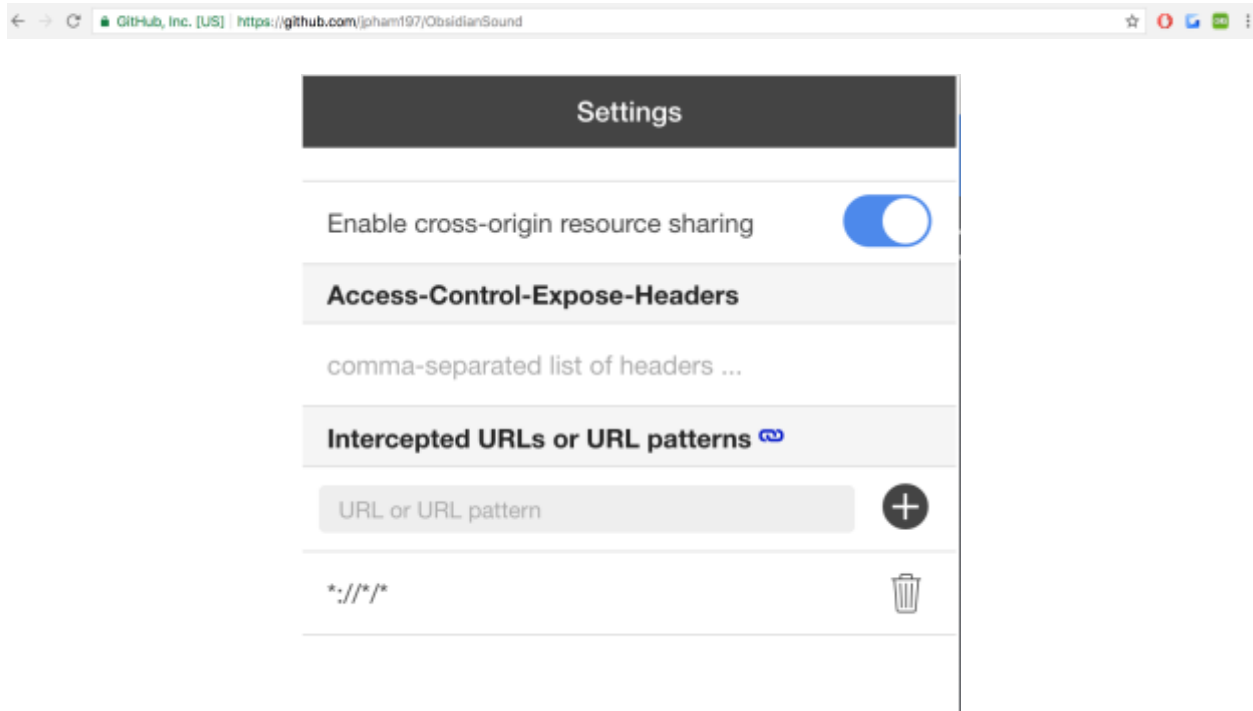 GitHub, Inc. [US] https://github.com/jpham197/ObsidianSound
Settings
Enable cross-origin resource sharing
Access-Control-Expose-Headers
comma-separated list of headers ...
Intercepted URLs or URL patterns
URL or URL pattern
*://*/*